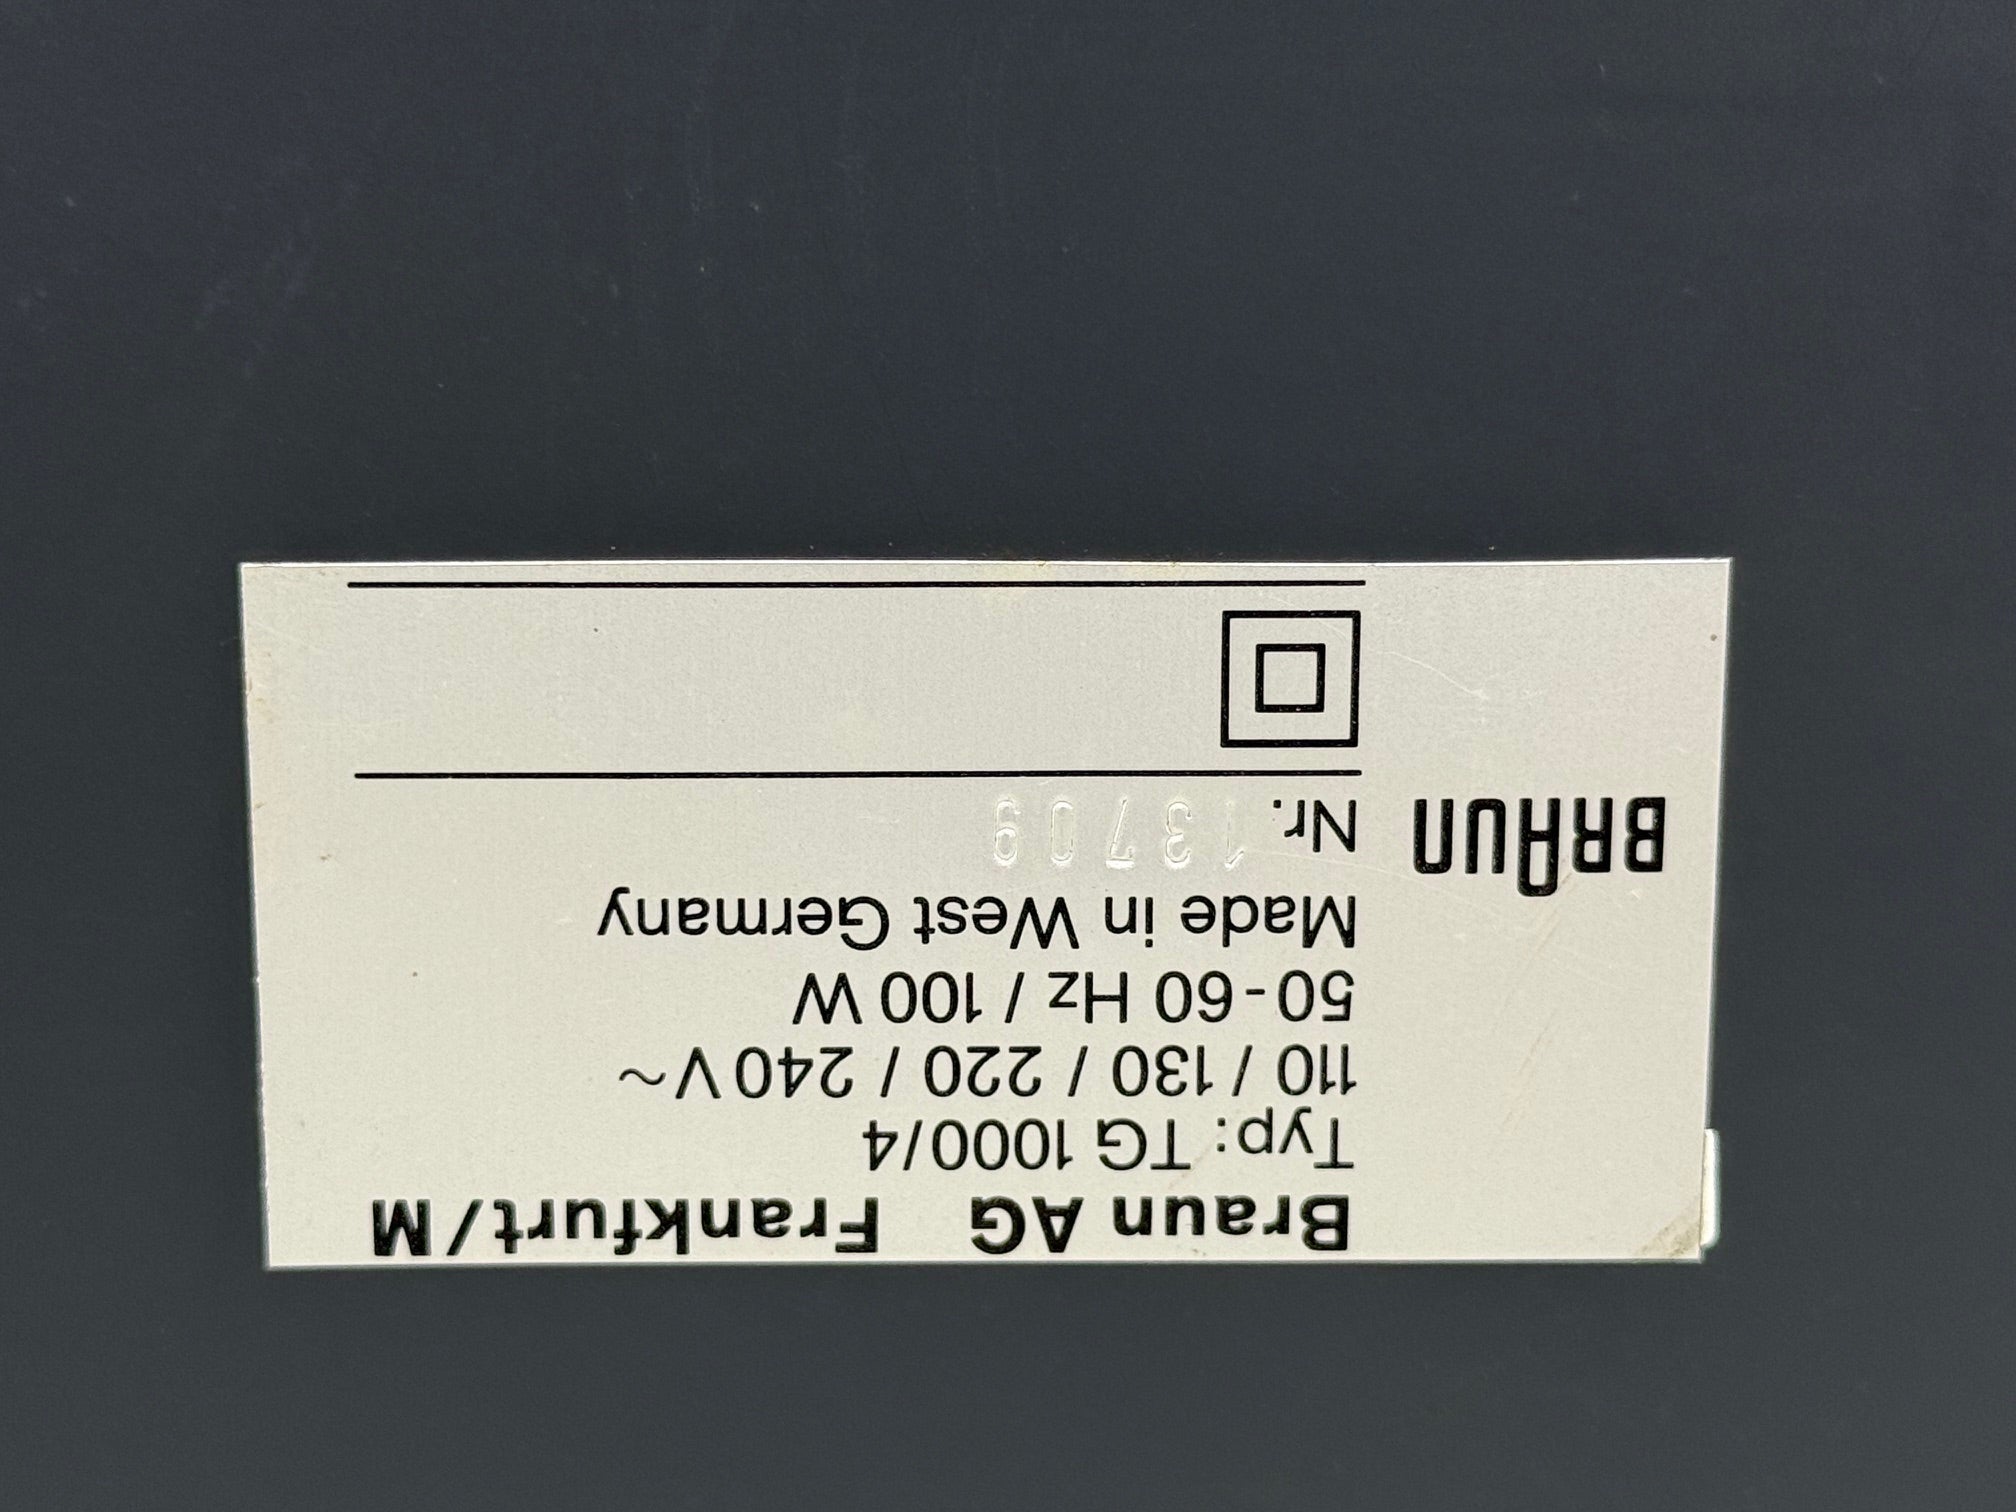 BRAUN
Braun AG Frankfurt/M
Typ: TG 1000/4
110 / 130 / 220 / 240 V ~
50-60 Hz / 100 W
Made in West Germany
Nr. 13709